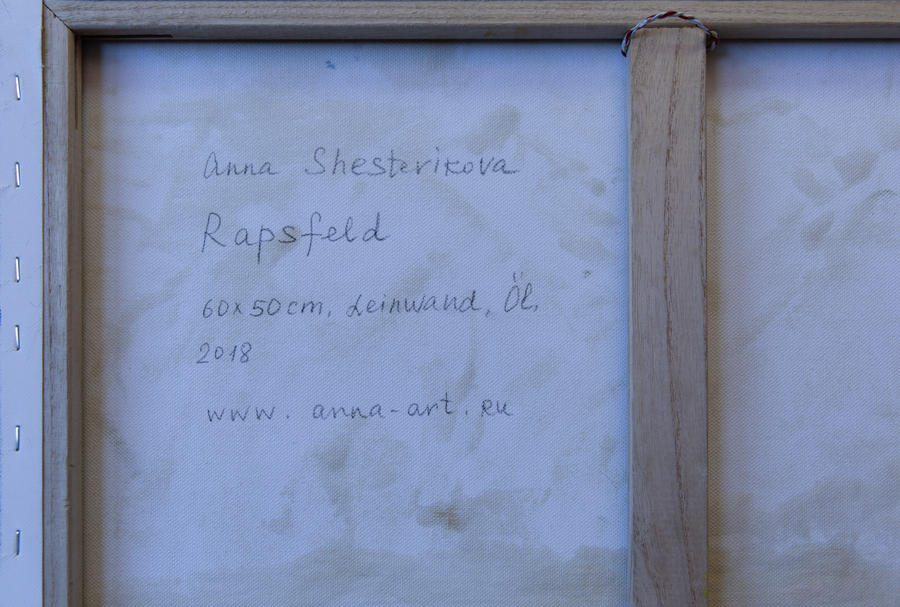 Anna Shesterikova
Rapsfeld
60x50cm, Leinwand, Öl,
2018
www.anna-art.ru